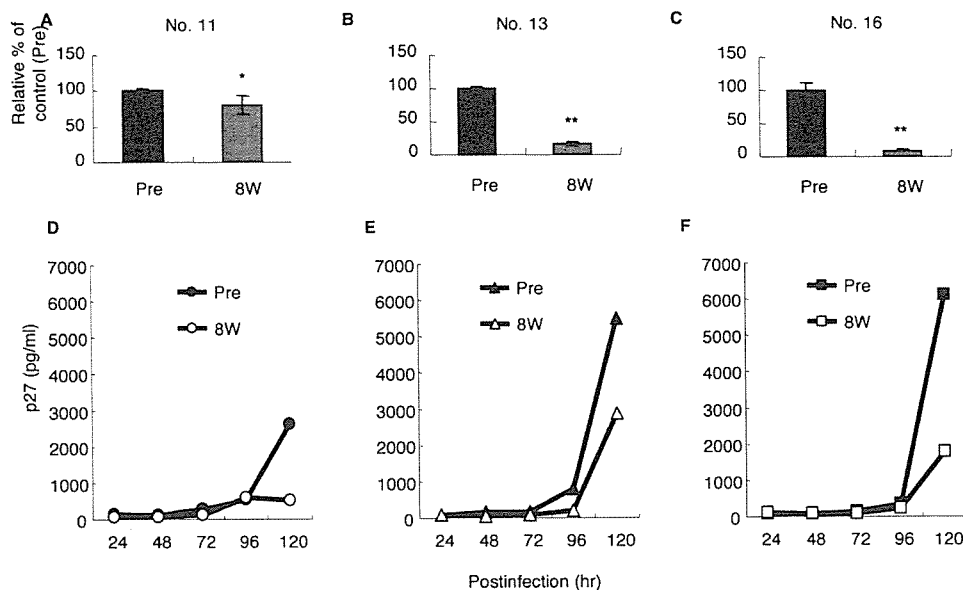 A
No. 11
Relative % of
control (Pre)
150
100
50
0
*
Pre
8W
B
No. 13
150
100
50
0
**
Pre
8W
C
No. 16
150
100
50
0
**
Pre
8W
D
p27 (pg/ml)
7000
6000
5000
4000
3000
2000
1000
0
Pre
8W
24 48 72 96 120
E
7000
6000
5000
4000
3000
2000
1000
0
Pre
8W
24 48 72 96 120
F
7000
6000
5000
4000
3000
2000
1000
0
Pre
8W
24 48 72 96 120
Postinfection (hr)